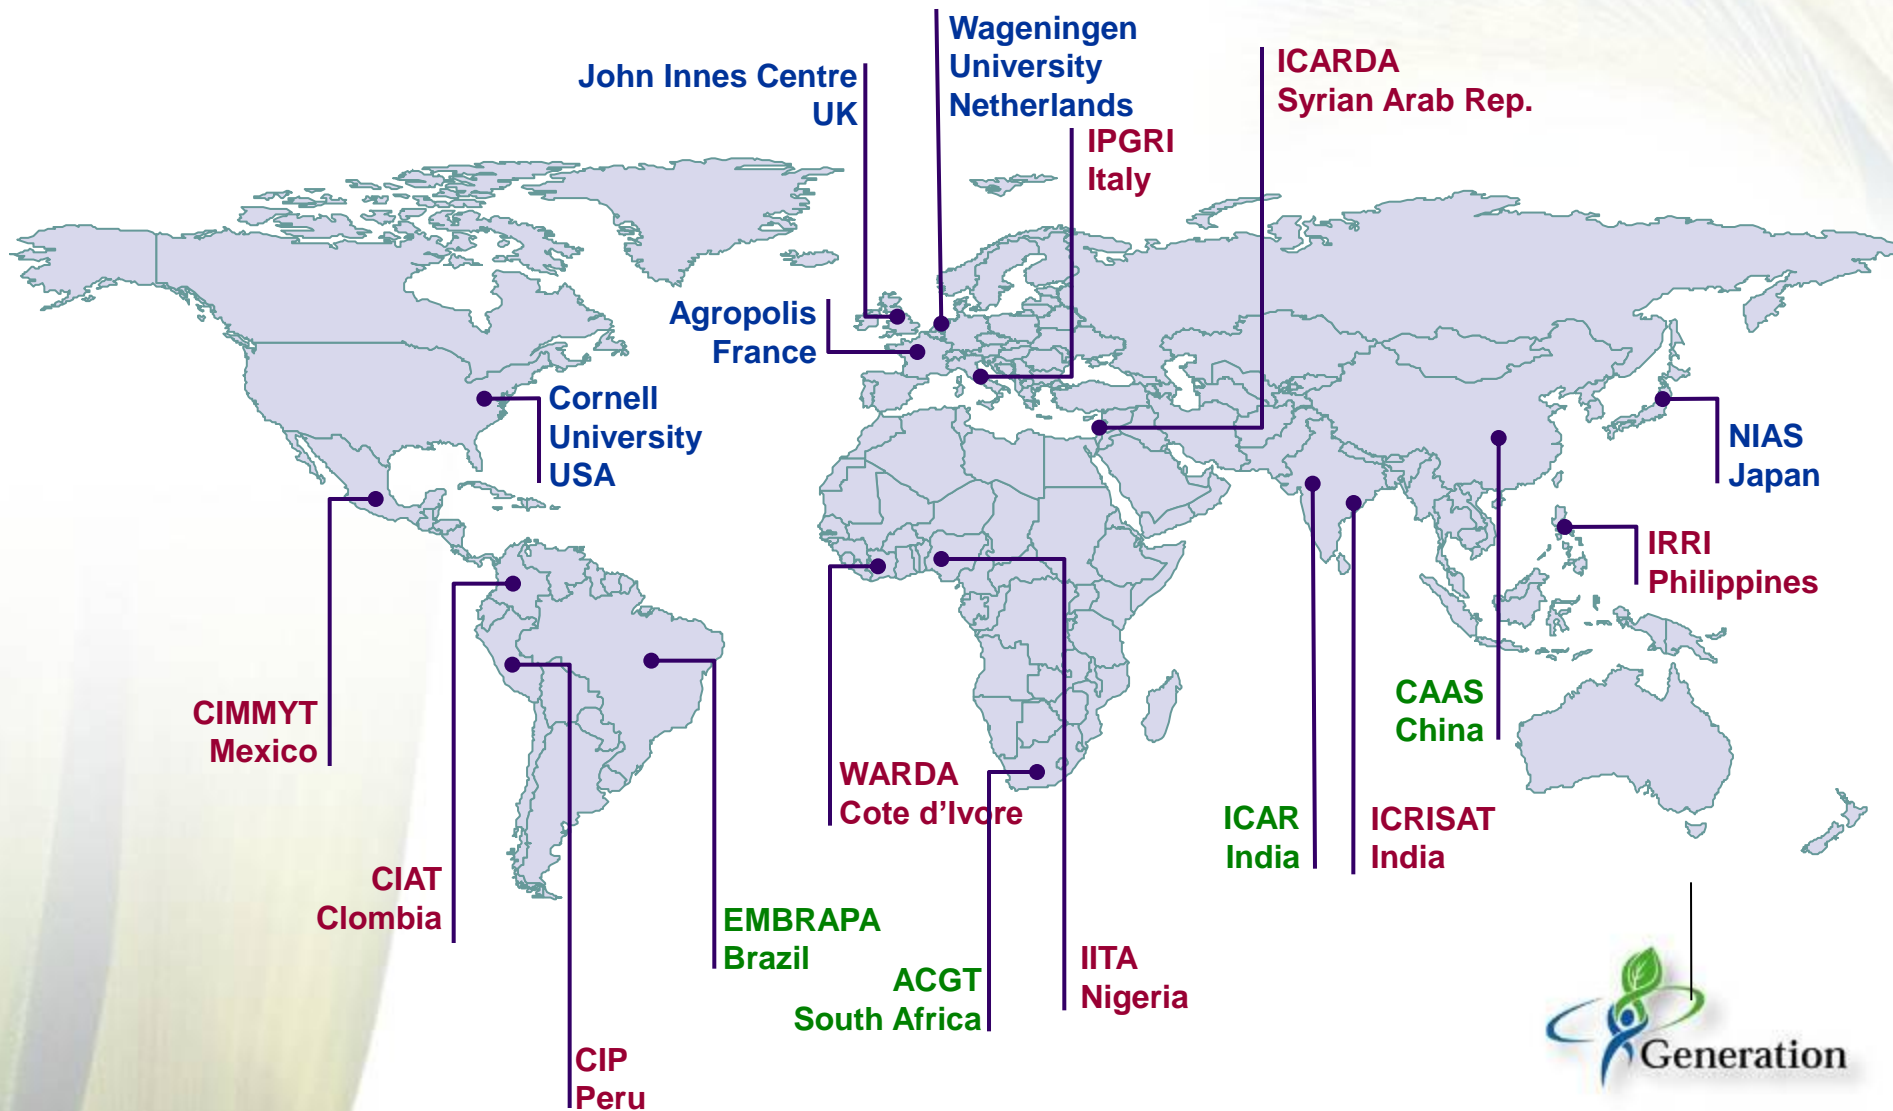 Wageningen
University
Netherlands
John Innes Centre
UK
ICARDA
Syrian Arab Rep.
IPGRI
Italy
Agropolis
France
Cornell
University
USA
NIAS
Japan
IRRI
Philippines
CIMMYT
Mexico
CAAS
China
WARDA
Cote d’Ivore
ICAR
India
ICRISAT
India
CIAT
Clombia
EMBRAPA
Brazil
ACGT
South Africa
IITA
Nigeria
CIP
Peru
Generation